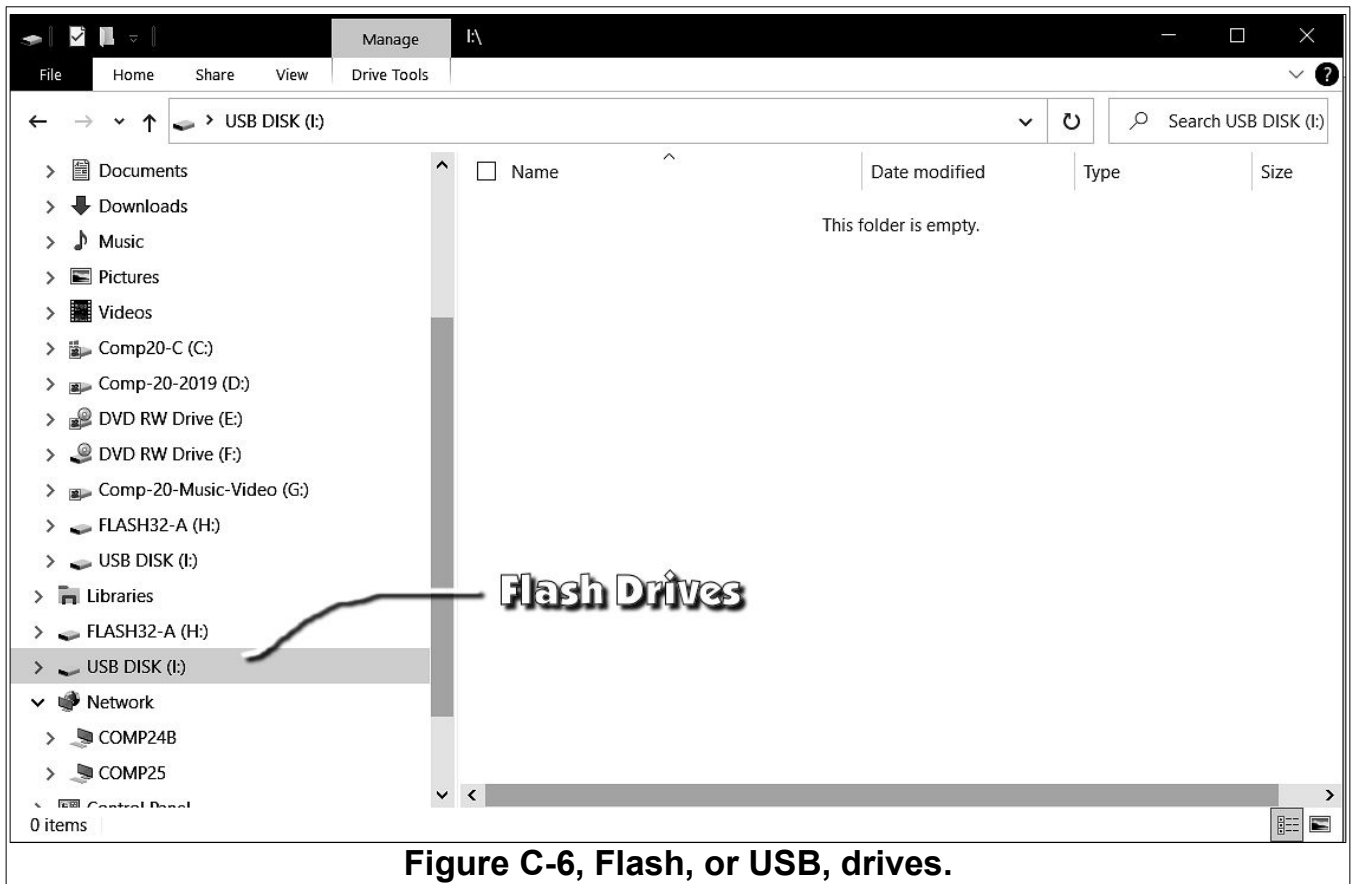 Manage I:\
File Home Share View Drive Tools
USB DISK (I:) Search USB DISK (I:)
Documents
Downloads
Music
Pictures
Videos
Comp20-C (C:)
Comp-20-2019 (D:)
DVD RW Drive (E:)
DVD RW Drive (F:)
Comp-20-Music-Video (G:)
FLASH32-A (H:)
USB DISK (I:)
Libraries
FLASH32-A (H:)
USB DISK (I:)
Network
COMP24B
COMP25
Control Panel
Name Date modified Type Size
This folder is empty.
Flash Drives
0 items
Figure C-6, Flash, or USB, drives.